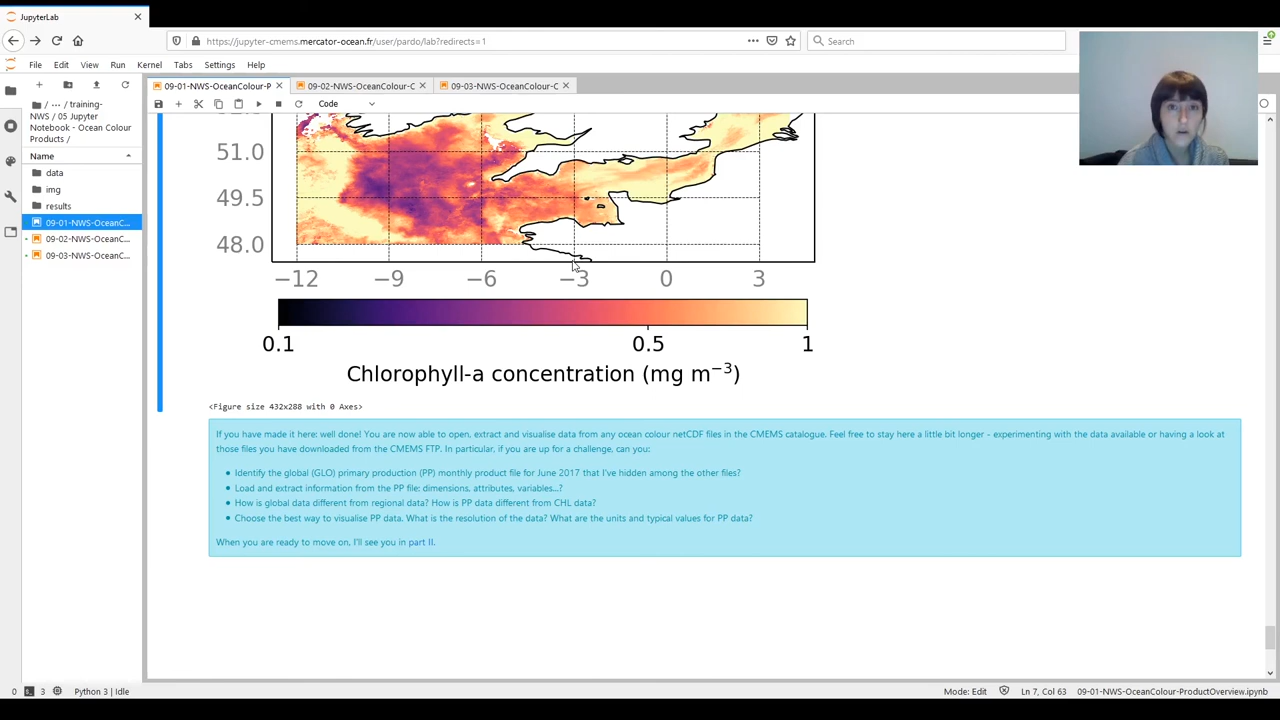 JupyterLab
https://jupyter-cmems.mercator-ocean.fr/user/pardo/lab?redirects=1
Search
File Edit View Run Kernel Tabs Settings Help
09-01-NWS-OceanColour-P
09-02-NWS-OceanColour-C
09-03-NWS-OceanColour-C
Code
/ ··· / training-
NWS / 05 Jupyter
Notebook - Ocean Colour
Products /
Name
data
img
results
09-01-NWS-OceanC...
09-02-NWS-OceanC...
09-03-NWS-OceanC...
51.0
49.5
48.0
−12 −9 −6 −3 0 3
0.1 0.5 1
Chlorophyll-a concentration (mg m⁻³)
<Figure size 432x288 with 0 Axes>
If you have made it here: well done! You are now able to open, extract and visualise data from any ocean colour netCDF files in the CMEMS catalogue. Feel free to stay here a little bit longer - experimenting with the data available or having a look at
those files you have downloaded from the CMEMS FTP. In particular, if you are up for a challenge, can you:
• Identify the global (GLO) primary production (PP) monthly product file for June 2017 that I've hidden among the other files?
• Load and extract information from the PP file: dimensions, attributes, variables...?
• How is global data different from regional data? How is PP data different from CHL data?
• Choose the best way to visualise PP data. What is the resolution of the data? What are the units and typical values for PP data?
When you are ready to move on, I'll see you in part II.
0 3 Python 3 | Idle
Mode: Edit Ln 7, Col 63 09-01-NWS-OceanColour-ProductOverview.ipynb